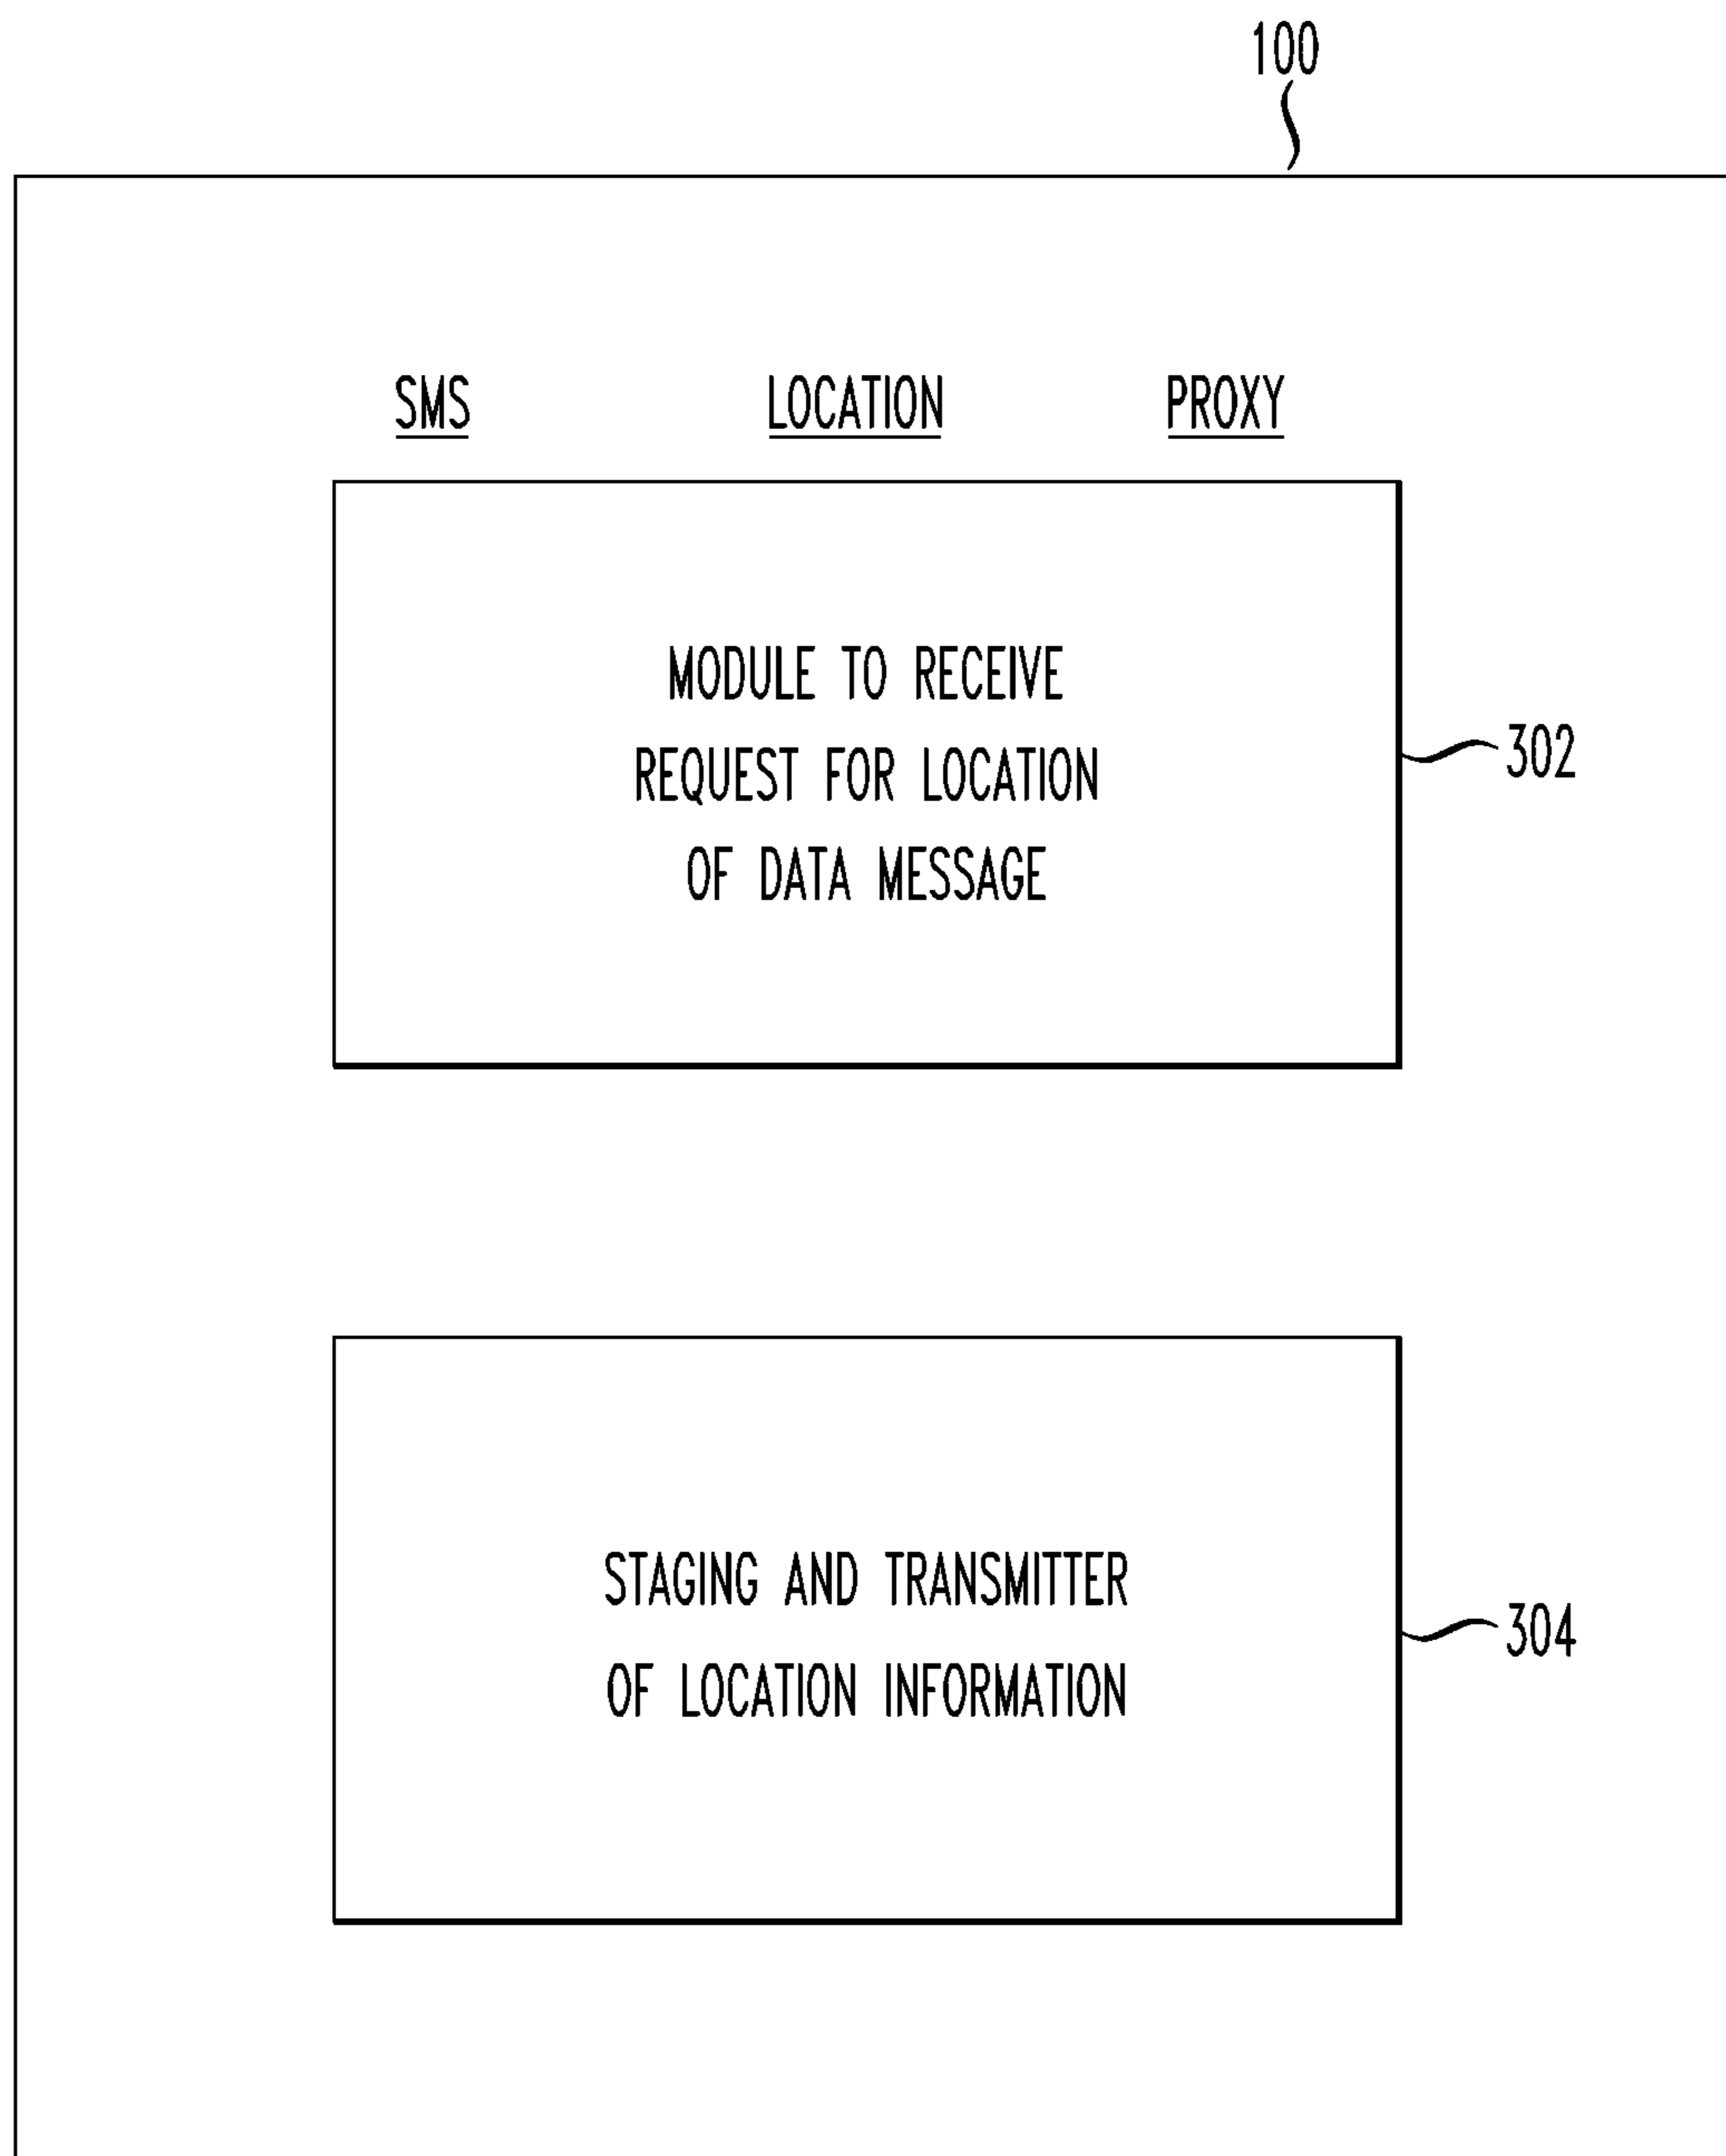 100
SMS LOCATION PROXY
MODULE TO RECEIVE
REQUEST FOR LOCATION
OF DATA MESSAGE
302
STAGING AND TRANSMITTER
OF LOCATION INFORMATION
304